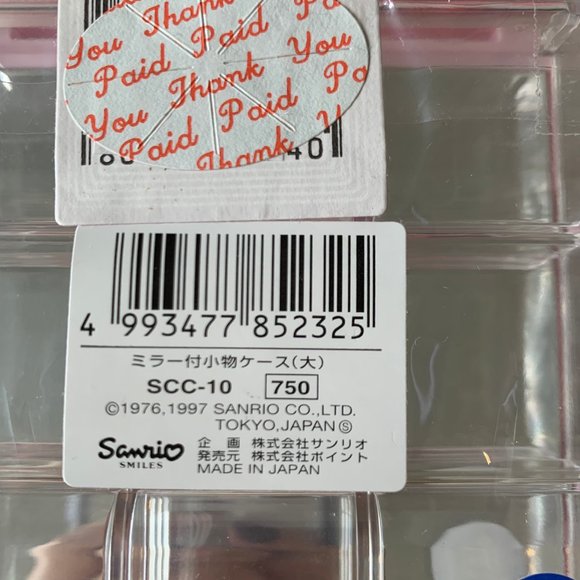 You Thank
Paid Paid
You Thank You
Paid Paid Pa
Thank Y
80 40
4 993477 852325
ミラー付小物ケース(大)
SCC-10 750
©1976,1997 SANRIO CO.,LTD.
TOKYO,JAPAN Ⓢ
Sanrio
SMILES
企 画 株式会社サンリオ
発売元 株式会社ポイント
MADE IN JAPAN